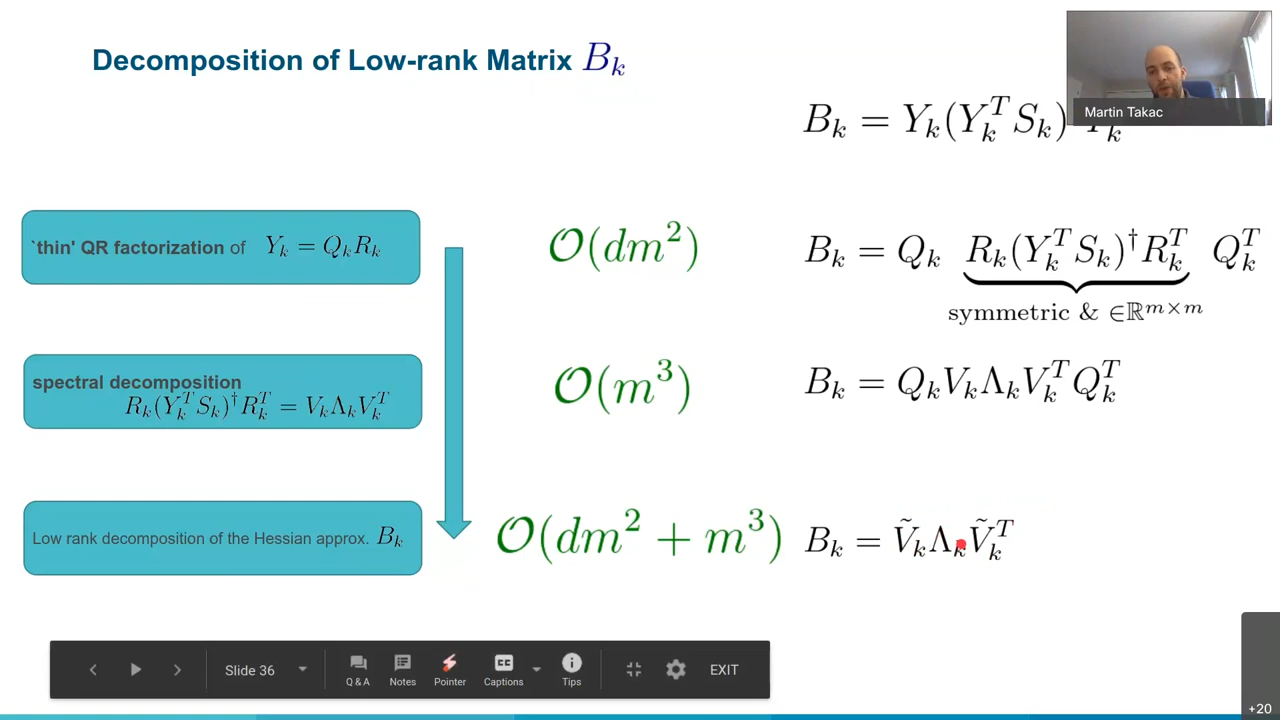 Decomposition of Low-rank Matrix B_k
Martin Takac
B_k = Y_k(Y_k^T S_k)
`thin' QR factorization of Y_k = Q_k R_k
O(dm^2)
B_k = Q_k R_k(Y_k^T S_k)^† R_k^T Q_k^T
symmetric & ∈ℝ^{m×m}
spectral decomposition
R_k(Y_k^T S_k)^† R_k^T = V_k Λ_k V_k^T
O(m^3)
B_k = Q_k V_k Λ_k V_k^T Q_k^T
Low rank decomposition of the Hessian approx. B_k
O(dm^2 + m^3)
B_k = Ṽ_k Λ_k Ṽ_k^T
Slide 36
Q & A
Notes
Pointer
CC
Captions
Tips
EXIT
+20